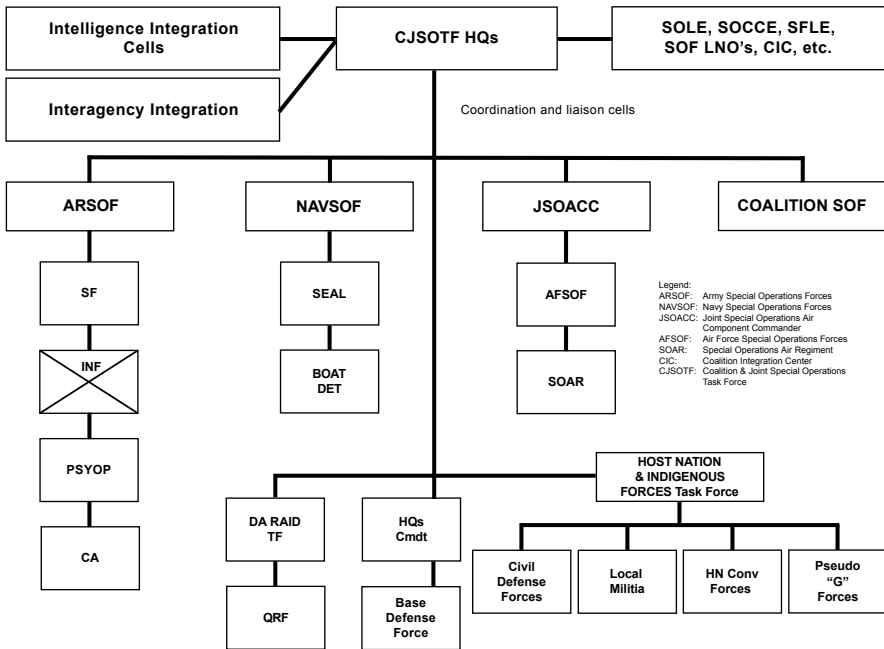 Intelligence Integration
Cells
CJSOTF HQs
SOLE, SOCCE, SFLE,
SOF LNO's, CIC, etc.
Interagency Integration
Coordination and liaison cells
ARSOF
NAVSOF
JSOACC
COALITION SOF
SF
SEAL
AFSOF
INF
BOAT
DET
SOAR
PSYOP
CA
Legend:
ARSOF: Army Special Operations Forces
NAVSOF: Navy Special Operations Forces
JSOACC: Joint Special Operations Air
Component Commander
AFSOF: Air Force Special Operations Forces
SOAR: Special Operations Air Regiment
CIC: Coalition Integration Center
CJSOTF: Coalition & Joint Special Operations
Task Force
HOST NATION
& INDIGENOUS
FORCES Task Force
DA RAID
TF
HQs
Cmdt
QRF
Base
Defense
Force
Civil
Defense
Forces
Local
Militia
HN Conv
Forces
Pseudo
“G”
Forces